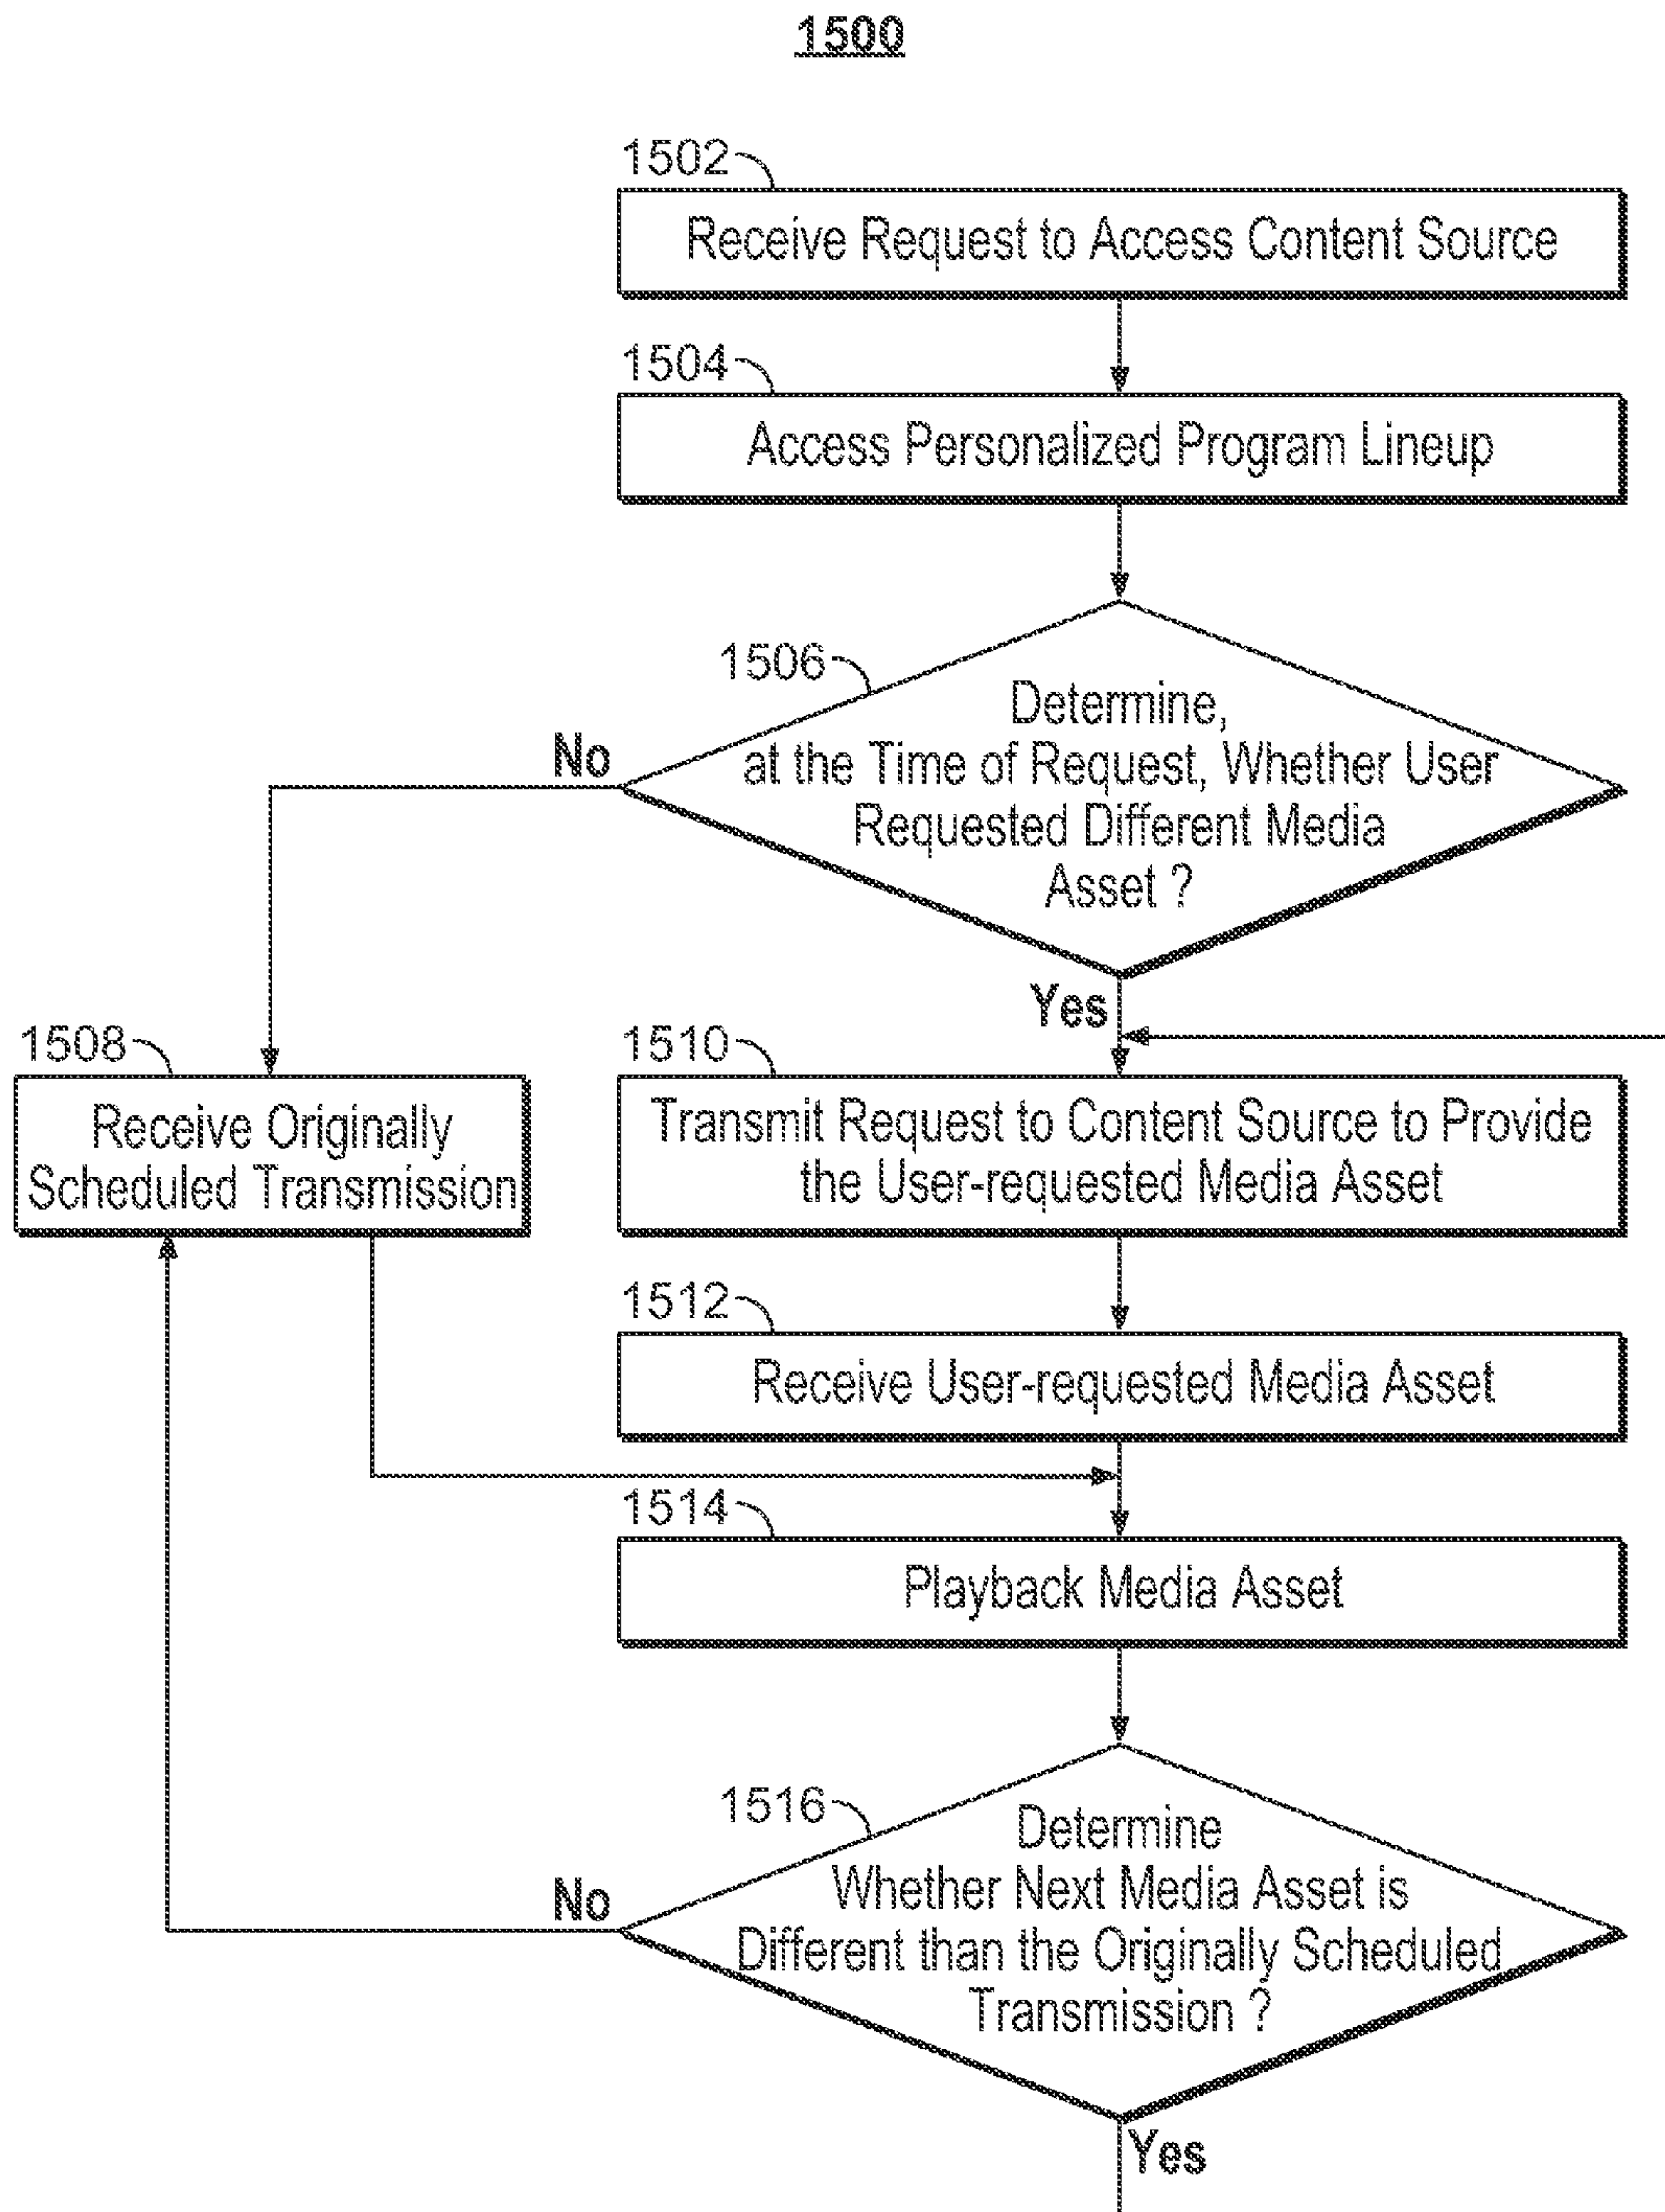 1500
1502
Receive Request to Access Content Source
1504
Access Personalized Program Lineup
1506
Determine,
at the Time of Request, Whether User
Requested Different Media
Asset ?
No
Yes
1508
Receive Originally
Scheduled Transmission
1510
Transmit Request to Content Source to Provide
the User-requested Media Asset
1512
Receive User-requested Media Asset
1514
Playback Media Asset
1516
Determine
Whether Next Media Asset is
Different than the Originally Scheduled
Transmission ?
No
Yes